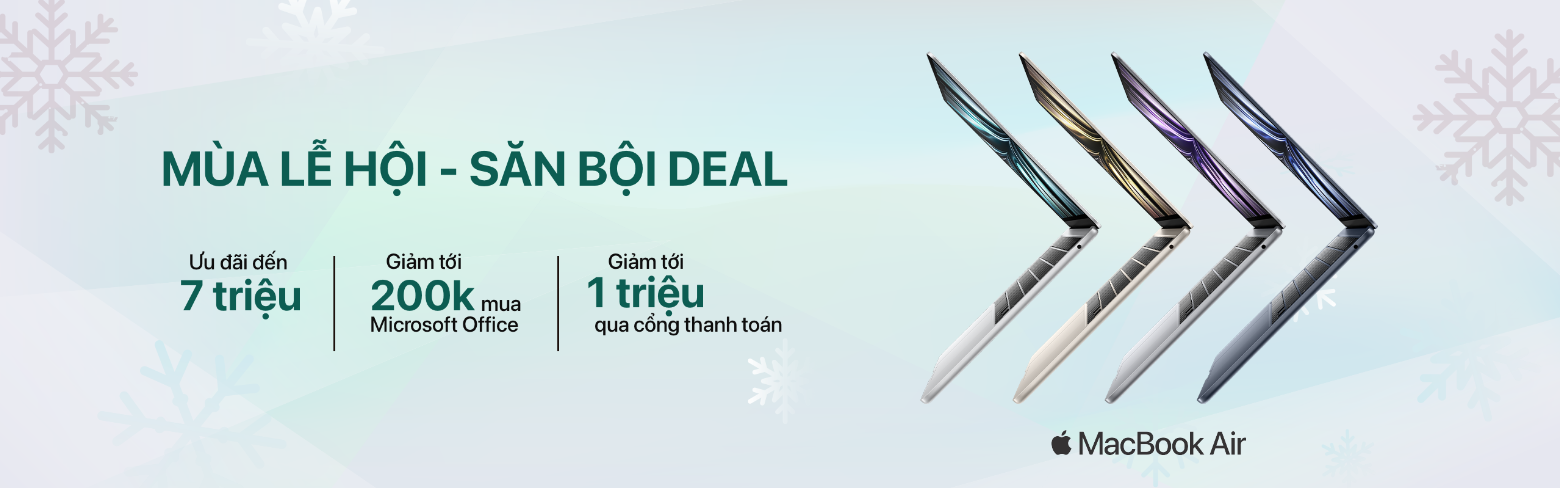 MÙA LỄ HỘI - SĂN BỘI DEAL
Ưu đãi đến
7 triệu
Giảm tới
200k mua
Microsoft Office
Giảm tới
1 triệu
qua cổng thanh toán
MacBook Air